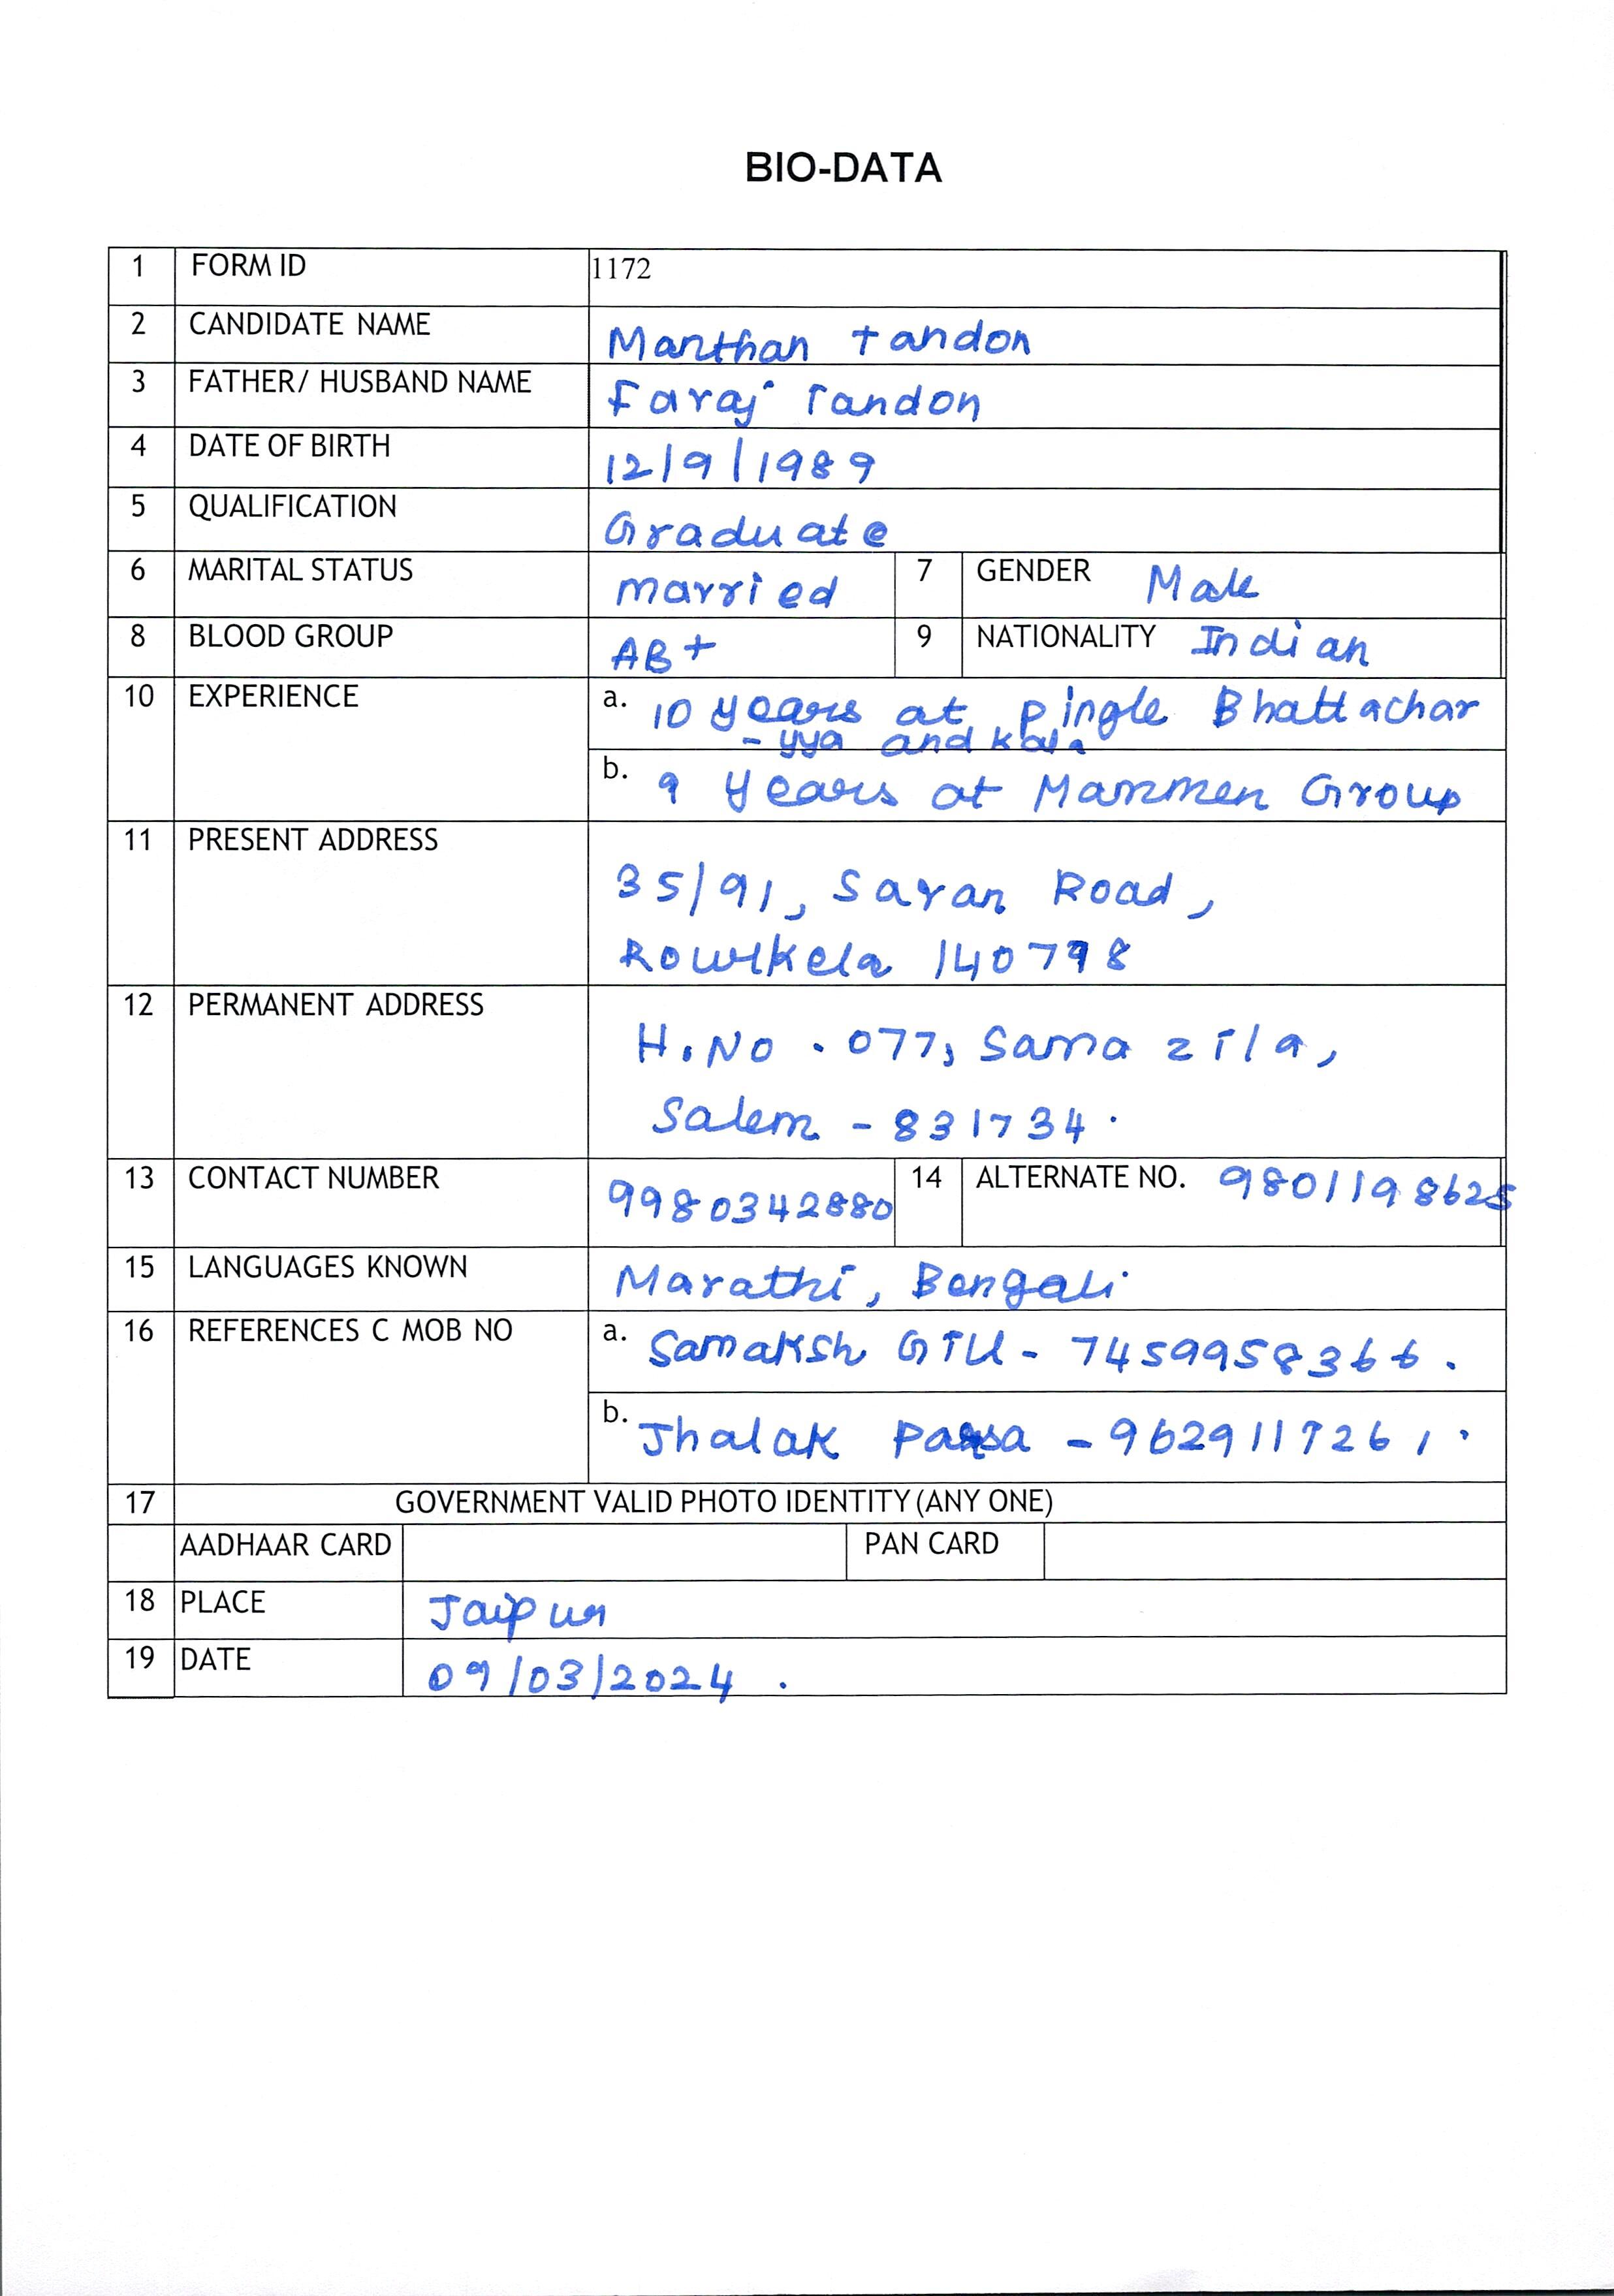 BIO-DATA
1 FORM ID 1172
2 CANDIDATE NAME Manthan Tandon
3 FATHER/ HUSBAND NAME Faraj Tandon
4 DATE OF BIRTH 12/9/1989
5 QUALIFICATION Graduate
6 MARITAL STATUS married 7 GENDER Male
8 BLOOD GROUP AB+ 9 NATIONALITY Indian
10 EXPERIENCE a. 10 years at Pingle Bhattachar
-yya and Kala
b. 9 years at Mammen Group
11 PRESENT ADDRESS
35/91, Saran Road,
Rourkela 140798
12 PERMANENT ADDRESS
H.No. 077, Sama zila,
Salem - 831734.
13 CONTACT NUMBER 9980342880 14 ALTERNATE NO. 9801198625
15 LANGUAGES KNOWN Marathi, Bengali
16 REFERENCES C MOB NO a. Samaksh Gill - 7459958366.
b. Jhalak - 9629117261.
17 GOVERNMENT VALID PHOTO IDENTITY (ANY ONE)
AADHAAR CARD PAN CARD
18 PLACE Jaipur
19 DATE 09/03/2024.